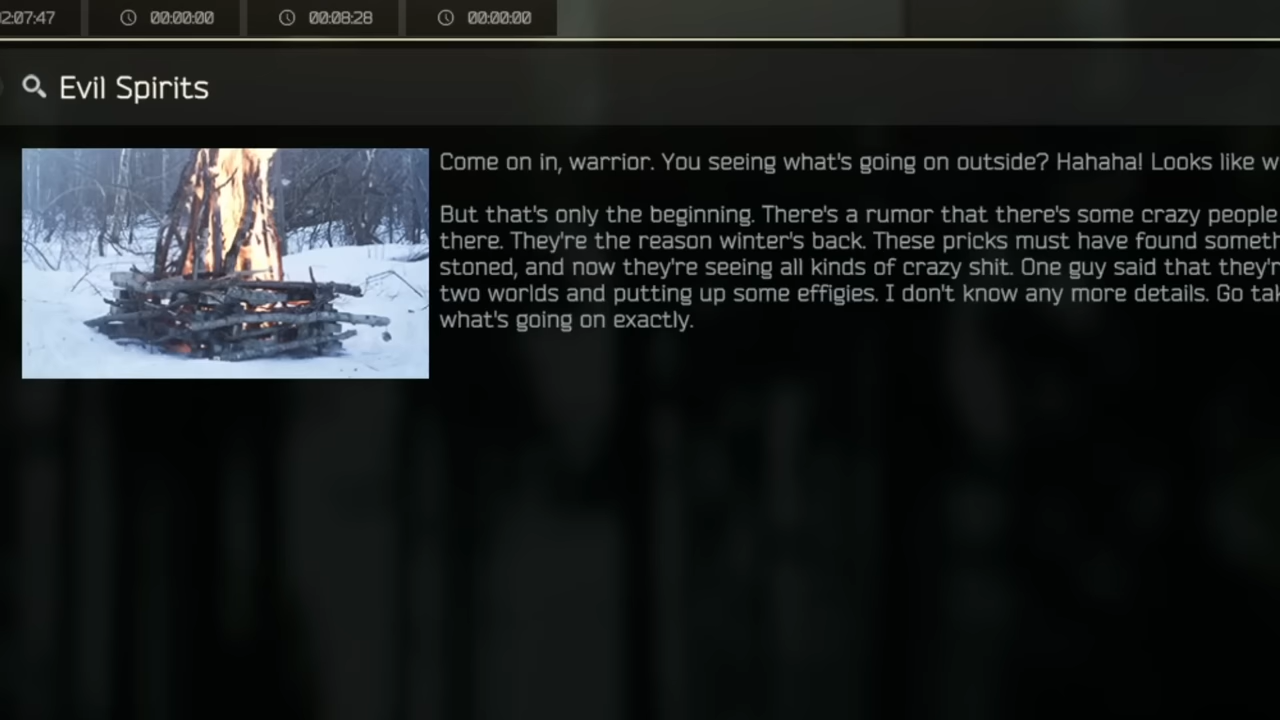 2:07:47 00:00:00 00:08:28 00:00:00
Evil Spirits
Come on in, warrior. You seeing what's going on outside? Hahaha! Looks like w
But that's only the beginning. There's a rumor that there's some crazy people
there. They're the reason winter's back. These pricks must have found someth
stoned, and now they're seeing all kinds of crazy shit. One guy said that they'r
two worlds and putting up some effigies. I don't know any more details. Go tak
what's going on exactly.